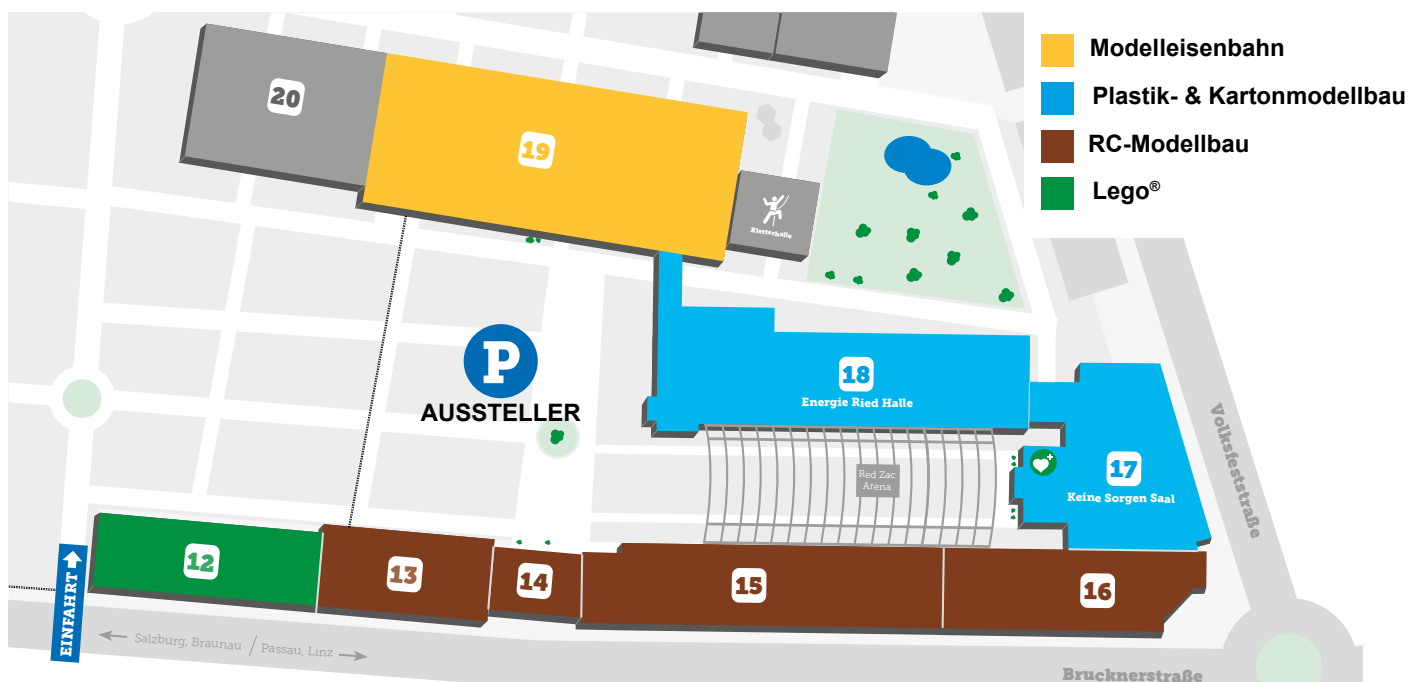 Modelleisenbahn
Plastik- & Kartonmodellbau
RC-Modellbau
Lego®
20
19
Kletterhalle
P
AUSSTELLER
18
Energie Ried Halle
Red Zac
Arena
17
Keine Sorgen Saal
Volksfeststraße
12
13
14
15
16
EINFAHRT
Salzburg, Braunau / Passau, Linz
Brucknerstraße